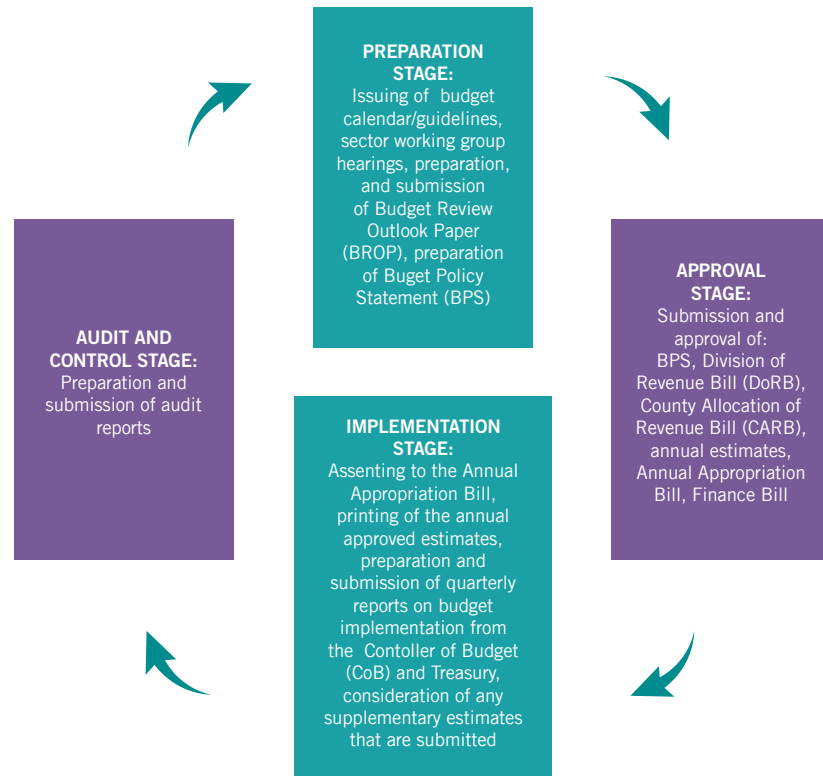 PREPARATION
STAGE:
Issuing of budget
calendar/guidelines,
sector working group
hearings, preparation,
and submission
of Budget Review
Outlook Paper
(BROP), preparation
of Buget Policy
Statement (BPS)
APPROVAL
STAGE:
Submission and
approval of:
BPS, Division of
Revenue Bill (DoRB),
County Allocation of
Revenue Bill (CARB),
annual estimates,
Annual Appropriation
Bill, Finance Bill
IMPLEMENTATION
STAGE:
Assenting to the Annual
Appropriation Bill,
printing of the annual
approved estimates,
preparation and
submission of quarterly
reports on budget
implementation from
the Contoller of Budget
(CoB) and Treasury,
consideration of any
supplementary estimates
that are submitted
AUDIT AND
CONTROL STAGE:
Preparation and
submission of audit
reports